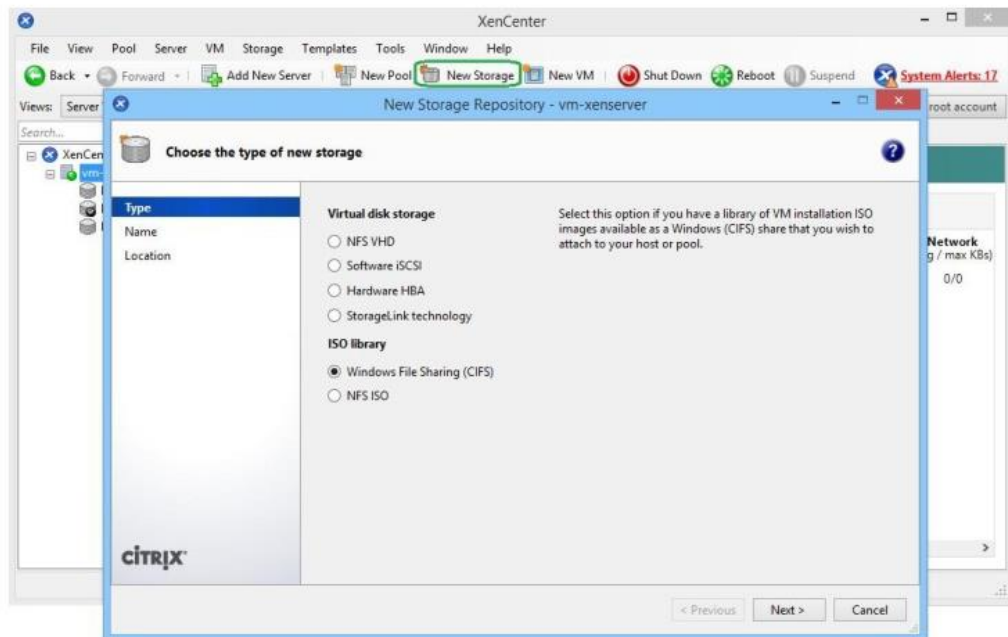 XenCenter
File View Pool Server VM Storage Templates Tools Window Help
Back Forward Add New Server New Pool New Storage New VM Shut Down Reboot Suspend System Alerts: 17
Views: Server root account
New Storage Repository - vm-xenserver
Search...
Choose the type of new storage
?
XenCen
vm-
Type
Name
Location
Virtual disk storage
NFS VHD
Software iSCSI
Hardware HBA
StorageLink technology
ISO library
Windows File Sharing (CIFS)
NFS ISO
Select this option if you have a library of VM installation ISO
images available as a Windows (CIFS) share that you wish to
attach to your host or pool.
Network
g / max KBs)
0/0
CITRIX
< Previous Next > Cancel